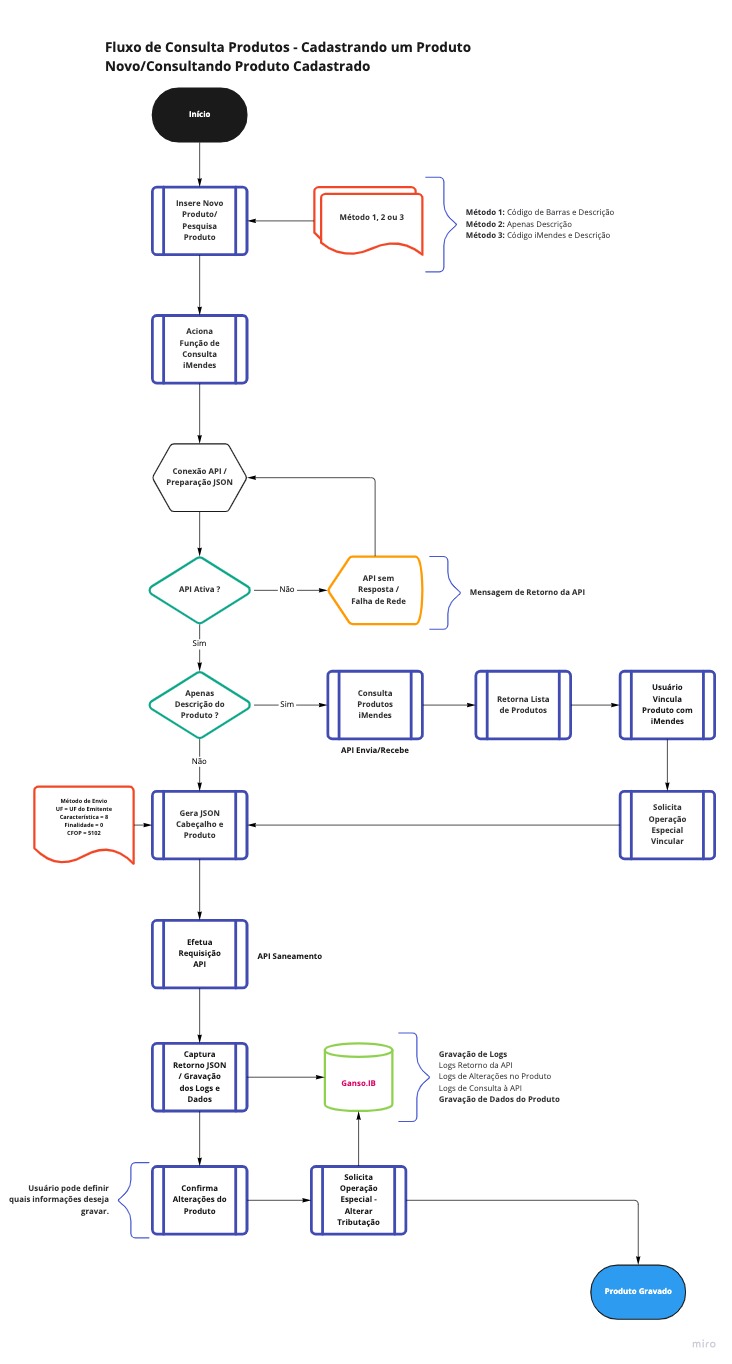 Fluxo de Consulta Produtos - Cadastrando um Produto
Novo/Consultando Produto Cadastrado
Início
Insere Novo
Produto/
Pesquisa
Produto
Método 1, 2 ou 3
Método 1: Código de Barras e Descrição
Método 2: Apenas Descrição
Método 3: Código iMendes e Descrição
Aciona
Função de
Consulta
iMendes
Conexão API /
Preparação JSON
API Ativa ?
Não
API sem
Resposta /
Falha de Rede
Mensagem de Retorno da API
Sim
Apenas
Descrição do
Produto ?
Sim
Consulta
Produtos
iMendes
API Envia/Recebe
Retorna Lista
de Produtos
Usuário
Vincula
Produto com
iMendes
Não
Método de Envio
UF = UF do Emitente
Característica = 8
Finalidade = 0
CFOP = 5102
Gera JSON
Cabeçalho e
Produto
Solicita
Operação
Especial
Vincular
Efetua
Requisição
API
API Saneamento
Captura
Retorno JSON
/ Gravação
dos Logs e
Dados
Ganso.IB
Gravação de Logs
Logs Retorno da API
Logs de Alterações no Produto
Logs de Consulta à API
Gravação de Dados do Produto
Usuário pode definir
quais informações deseja
gravar.
Confirma
Alterações do
Produto
Solicita
Operação
Especial -
Alterar
Tributação
Produto Gravado
miro